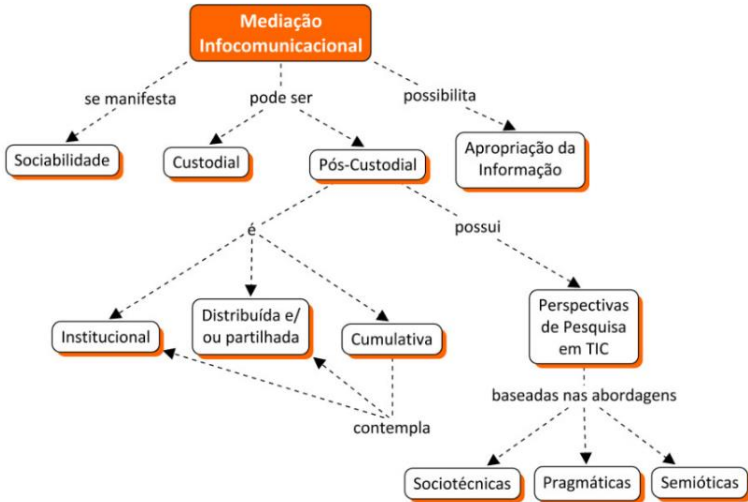 Mediação
Infocomunicacional
se manifesta
pode ser
possibilita
Sociabilidade
Custodial
Pós-Custodial
Apropriação da
Informação
é
possui
Institucional
Distribuída e/
ou partilhada
Cumulativa
Perspectivas
de Pesquisa
em TIC
contempla
baseadas nas abordagens
Sociotécnicas
Pragmáticas
Semióticas